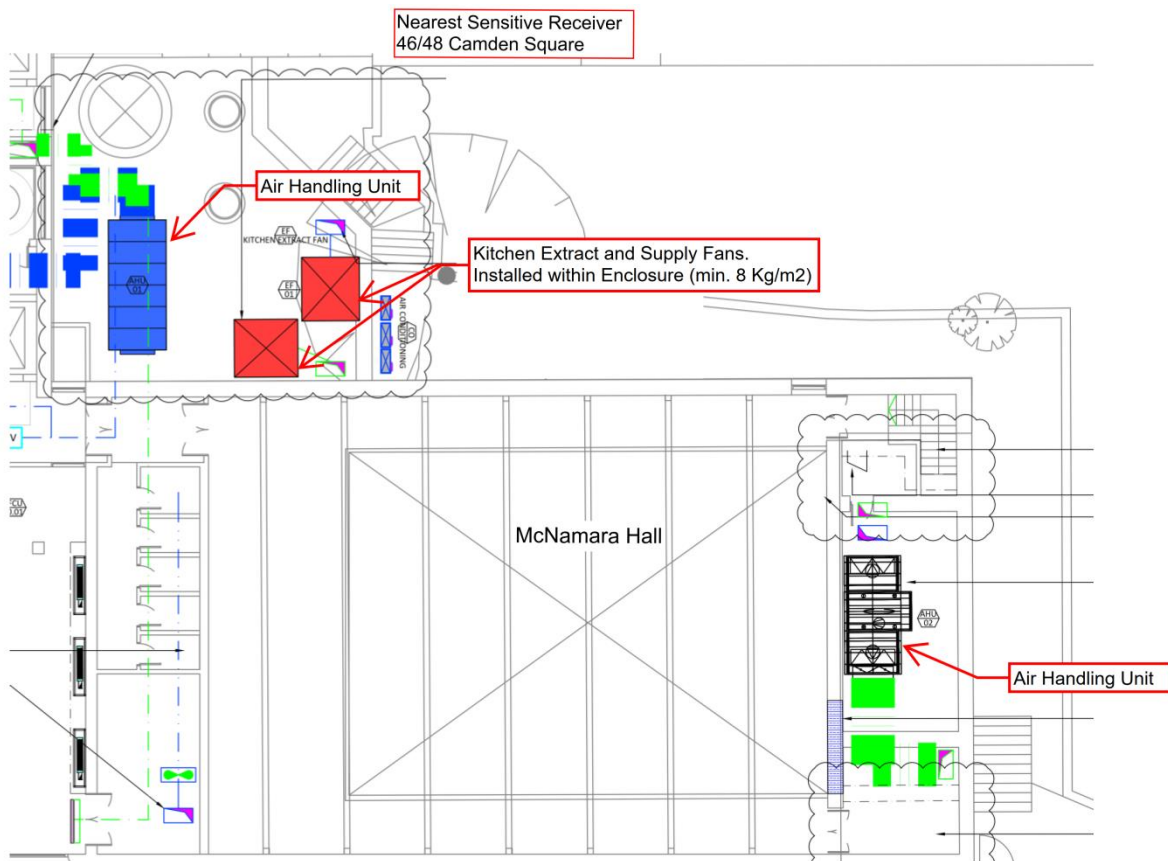 Nearest Sensitive Receiver
46/48 Camden Square
Air Handling Unit
EF
KITCHEN EXTRACT FAN
Kitchen Extract and Supply Fans.
Installed within Enclosure (min. 8 Kg/m2)
AHU
01
EF
01
CO
AIR CONDITIONING
V
McNamara Hall
AHU
02
Air Handling Unit